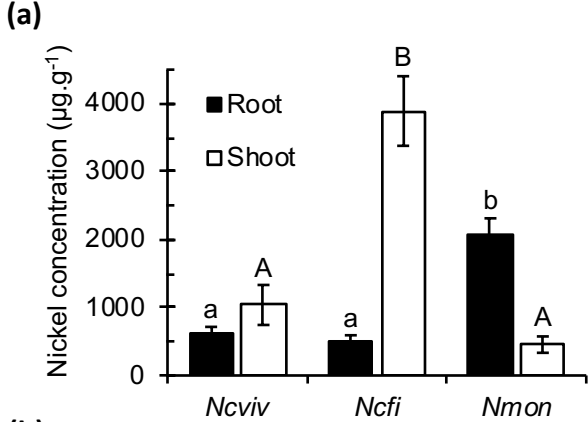 (a)
Nickel concentration (µg.g⁻¹)
4000
3000
2000
1000
0
Root
Shoot
a
A
a
B
b
A
Ncviv
Ncfi
Nmon